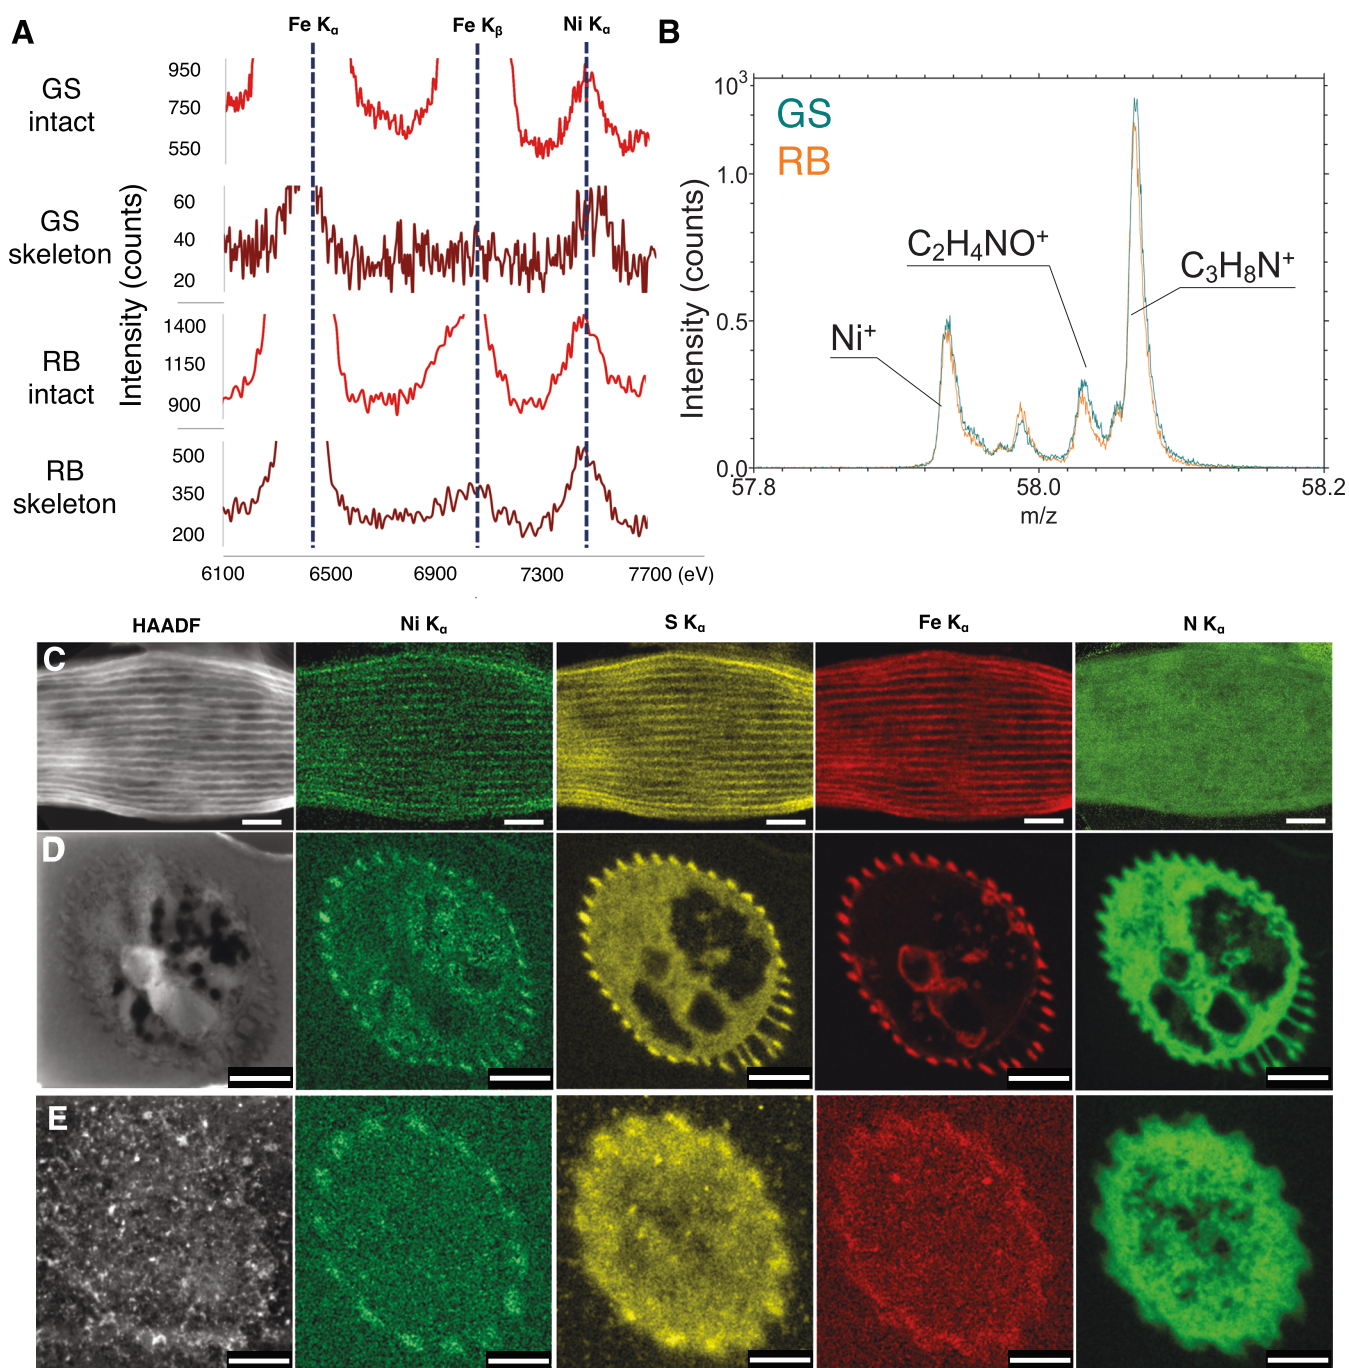 A
Fe Kα
Fe Kβ
Ni Kα
GS
intact
950
750
550
GS
skeleton
60
40
20
RB
intact
1400
1150
900
RB
skeleton
500
350
200
Intensity (counts)
6100
6500
6900
7300
7700 (eV)
B
10³
1.0
0.5
0.0
Intensity (counts)
GS
RB
Ni⁺
C₂H₄NO⁺
C₃H₈N⁺
57.8
58.0
58.2
m/z
HAADF
Ni Kα
S Kα
Fe Kα
N Kα
C
D
E